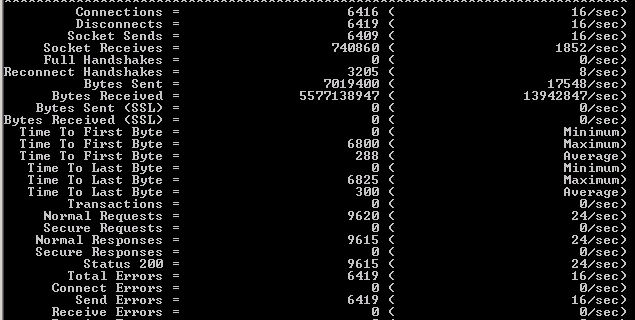 Connections = 6416 ( 16/sec)
Disconnects = 6419 ( 16/sec)
Socket Sends = 6409 ( 16/sec)
Socket Receives = 740860 ( 1852/sec)
Full Handshakes = 0 ( 0/sec)
Reconnect Handshakes = 3205 ( 8/sec)
Bytes Sent = 7019400 ( 17548/sec)
Bytes Received = 5577138947 ( 13942847/sec)
Bytes Sent (SSL) = 0 ( 0/sec)
Bytes Received (SSL) = 0 ( 0/sec)
Time To First Byte = 0 ( Minimum)
Time To First Byte = 6800 ( Maximum)
Time To First Byte = 288 ( Average)
Time To Last Byte = 0 ( Minimum)
Time To Last Byte = 6825 ( Maximum)
Time To Last Byte = 300 ( Average)
Transactions = 0 ( 0/sec)
Normal Requests = 9620 ( 24/sec)
Secure Requests = 0 ( 0/sec)
Normal Responses = 9615 ( 24/sec)
Secure Responses = 0 ( 0/sec)
Status 200 = 9615 ( 24/sec)
Total Errors = 6419 ( 16/sec)
Connect Errors = 0 ( 0/sec)
Send Errors = 6419 ( 16/sec)
Receive Errors = 0 ( 0/sec)